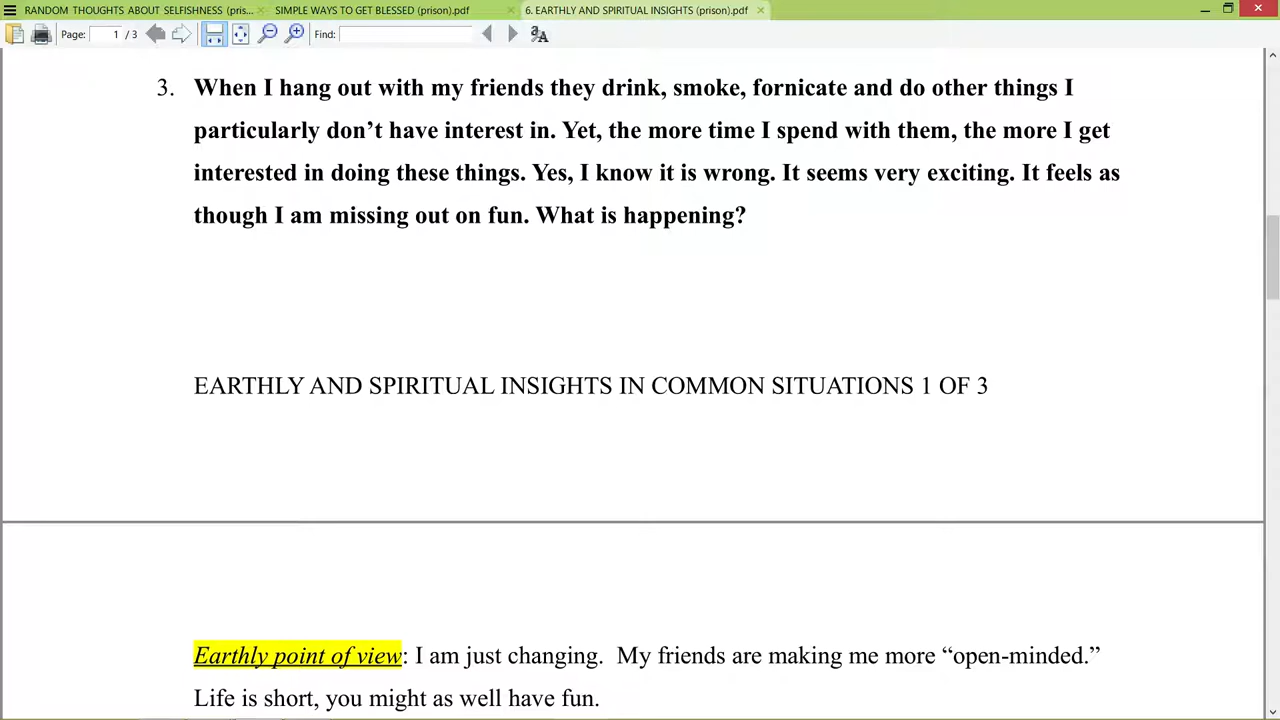 RANDOM THOUGHTS ABOUT SELFISHNESS (pris... SIMPLE WAYS TO GET BLESSED (prison).pdf 6. EARTHLY AND SPIRITUAL INSIGHTS (prison).pdf
Page: 1 / 3 Find:
3. When I hang out with my friends they drink, smoke, fornicate and do other things I
particularly don’t have interest in. Yet, the more time I spend with them, the more I get
interested in doing these things. Yes, I know it is wrong. It seems very exciting. It feels as
though I am missing out on fun. What is happening?
EARTHLY AND SPIRITUAL INSIGHTS IN COMMON SITUATIONS 1 OF 3
Earthly point of view: I am just changing. My friends are making me more “open-minded.”
Life is short, you might as well have fun.